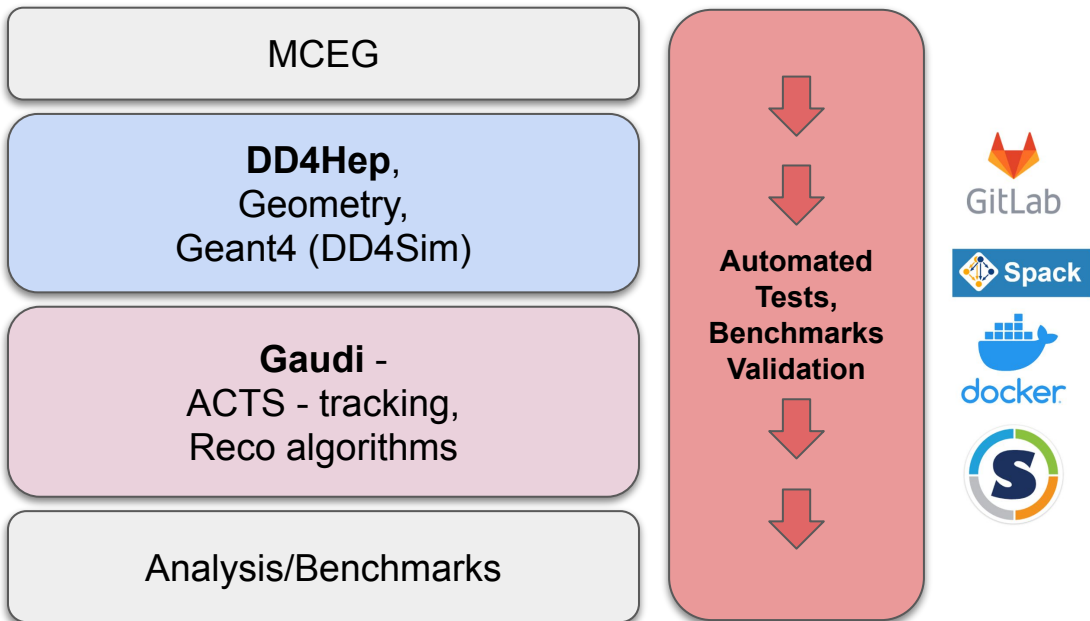 MCEG
DD4Hep,
Geometry,
Geant4 (DD4Sim)
Gaudi -
ACTS - tracking,
Reco algorithms
Analysis/Benchmarks
Automated
Tests,
Benchmarks
Validation
GitLab
Spack
docker
S